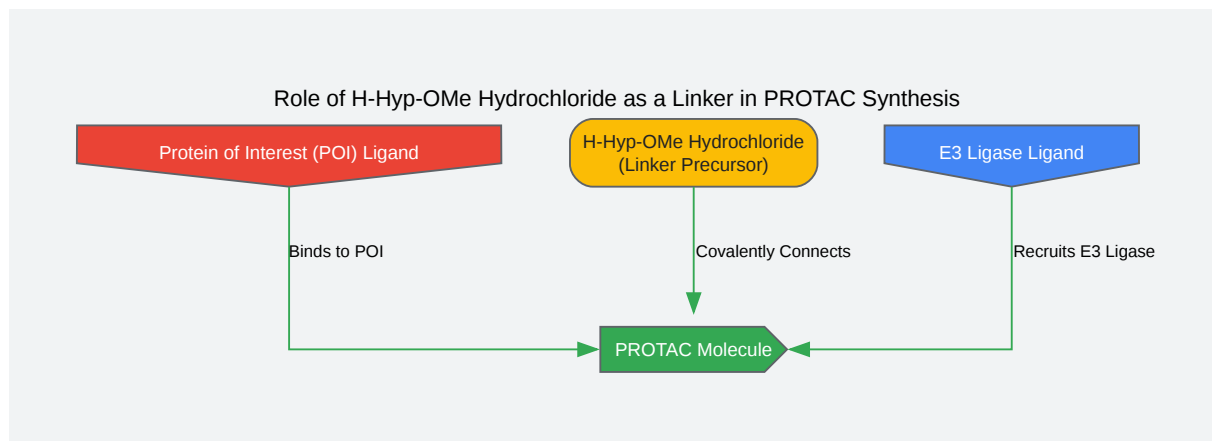 Role of H-Hyp-OMe Hydrochloride as a Linker in PROTAC Synthesis
Protein of Interest (POI) Ligand
H-Hyp-OMe Hydrochloride
(Linker Precursor)
E3 Ligase Ligand
Binds to POI
Covalently Connects
Recruits E3 Ligase
PROTAC Molecule